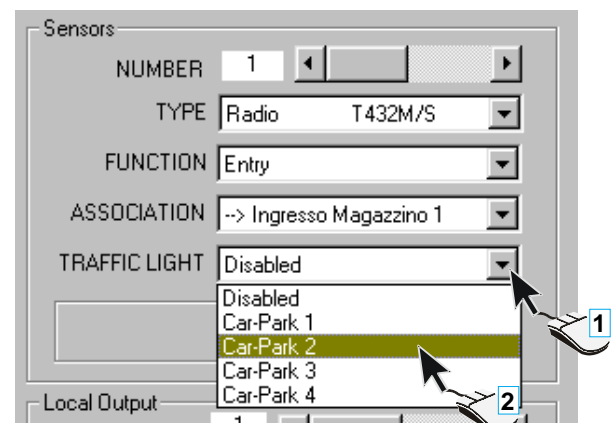 Sensors
NUMBER 1
TYPE Radio T432M/S
FUNCTION Entry
ASSOCIATION --> Ingresso Magazzino 1
TRAFFIC LIGHT Disabled
Disabled
Car-Park 1
1
Car-Park 2
Car-Park 3
Car-Park 4
2
Local Output